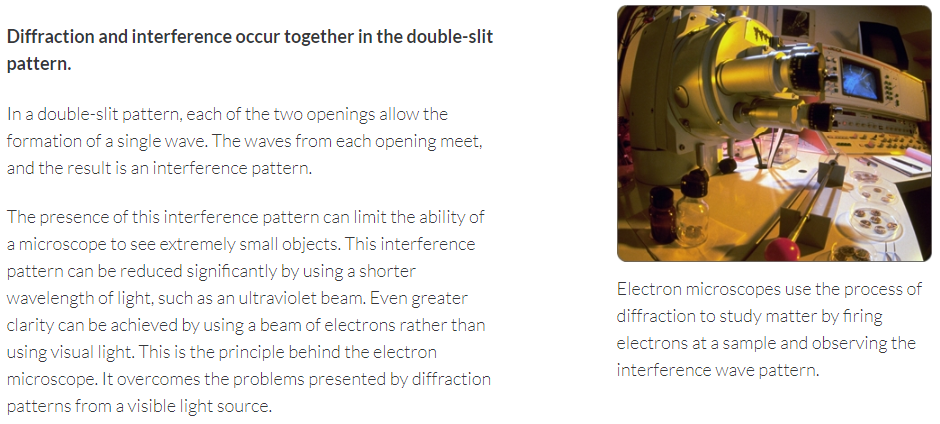 Diffraction and interference occur together in the double-slit
pattern.
In a double-slit pattern, each of the two openings allow the
formation of a single wave. The waves from each opening meet,
and the result is an interference pattern.
The presence of this interference pattern can limit the ability of
a microscope to see extremely small objects. This interference
pattern can be reduced significantly by using a shorter
wavelength of light, such as an ultraviolet beam. Even greater
clarity can be achieved by using a beam of electrons rather than
using visual light. This is the principle behind the electron
microscope. It overcomes the problems presented by diffraction
patterns from a visible light source.
Electron microscopes use the process of
diffraction to study matter by firing
electrons at a sample and observing the
interference wave pattern.